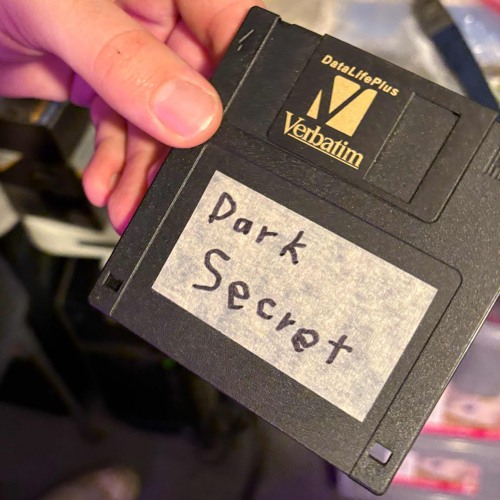 DataLifePlus
Verbatim
Dark
Secret